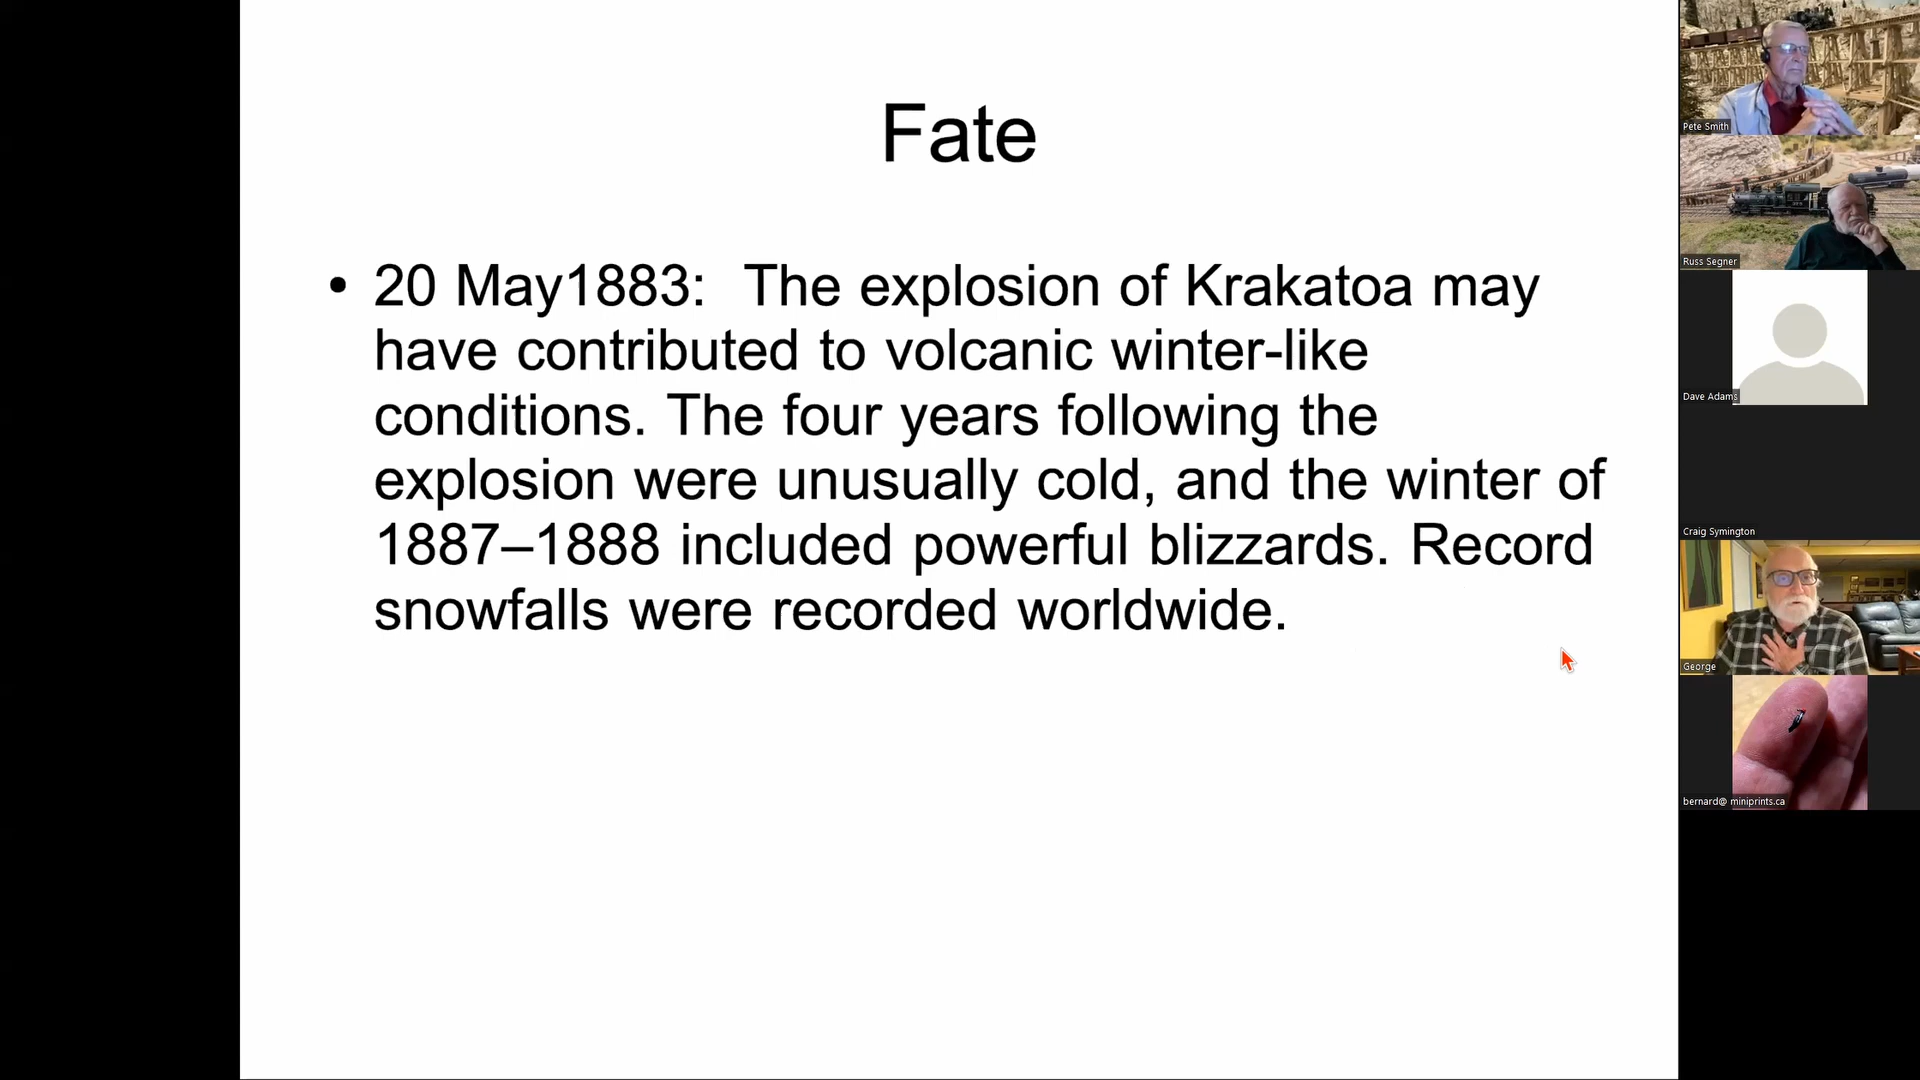 Fate
• 20 May1883:  The explosion of Krakatoa may
have contributed to volcanic winter-like
conditions. The four years following the
explosion were unusually cold, and the winter of
1887–1888 included powerful blizzards. Record
snowfalls were recorded worldwide.
Pete Smith
Russ Segner
Dave Adams
Craig Symington
George
bernard@ miniprints.ca